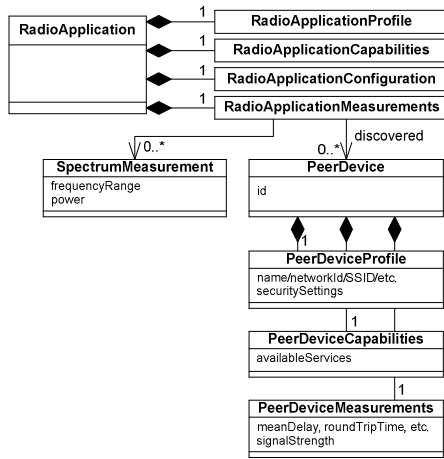 RadioApplication
1
RadioApplicationProfile
1
RadioApplicationCapabilities
1
RadioApplicationConfiguration
1
RadioApplicationMeasurements
0..*
0..*
discovered
SpectrumMeasurement
frequencyRange
power
PeerDevice
id
1
PeerDeviceProfile
name/networkId/SSID/etc.
securitySettings
1
PeerDeviceCapabilities
availableServices
1
PeerDeviceMeasurements
meanDelay, roundTripTime, etc.
signalStrength